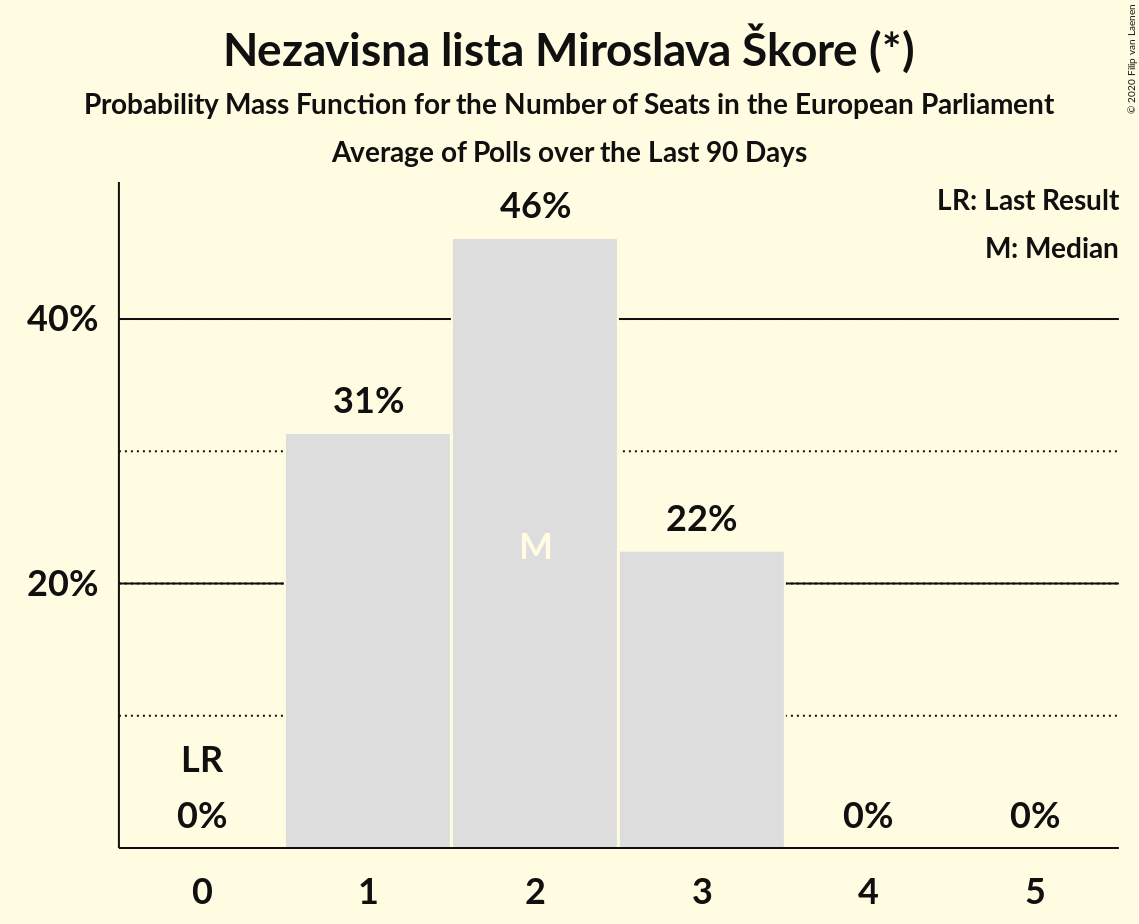 Nezavisna lista Miroslava Škore (*)
Probability Mass Function for the Number of Seats in the European Parliament
Average of Polls over the Last 90 Days
© 2020 Filip van Laenen
LR: Last Result
M: Median
46%
40%
31%
22%
M
20%
LR
0%
0%
0%
0 1 2 3 4 5